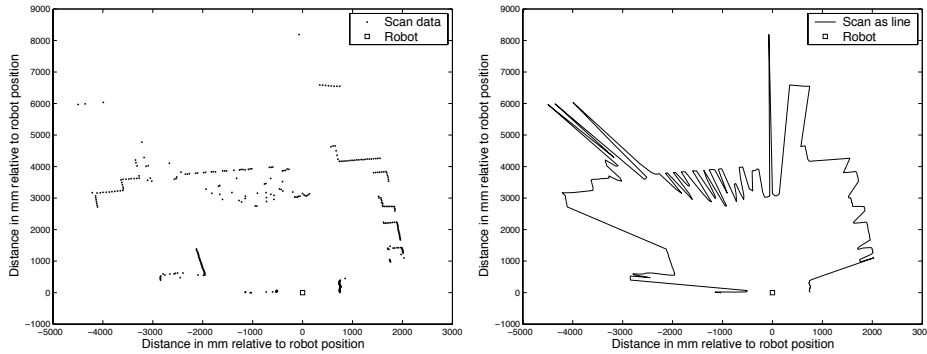 9000
8000
7000
6000
5000
4000
3000
2000
1000
0
−1000
−5000 −4000 −3000 −2000 −1000 0 1000 2000 3000
Distance in mm relative to robot position
Distance in mm relative to robot position
Scan data
Robot
9000
8000
7000
6000
5000
4000
3000
2000
1000
0
−1000
−5000 −4000 −3000 −2000 −1000 0 1000 2000 300
Distance in mm relative to robot position
Distance in mm relative to robot position
Scan as line
Robot